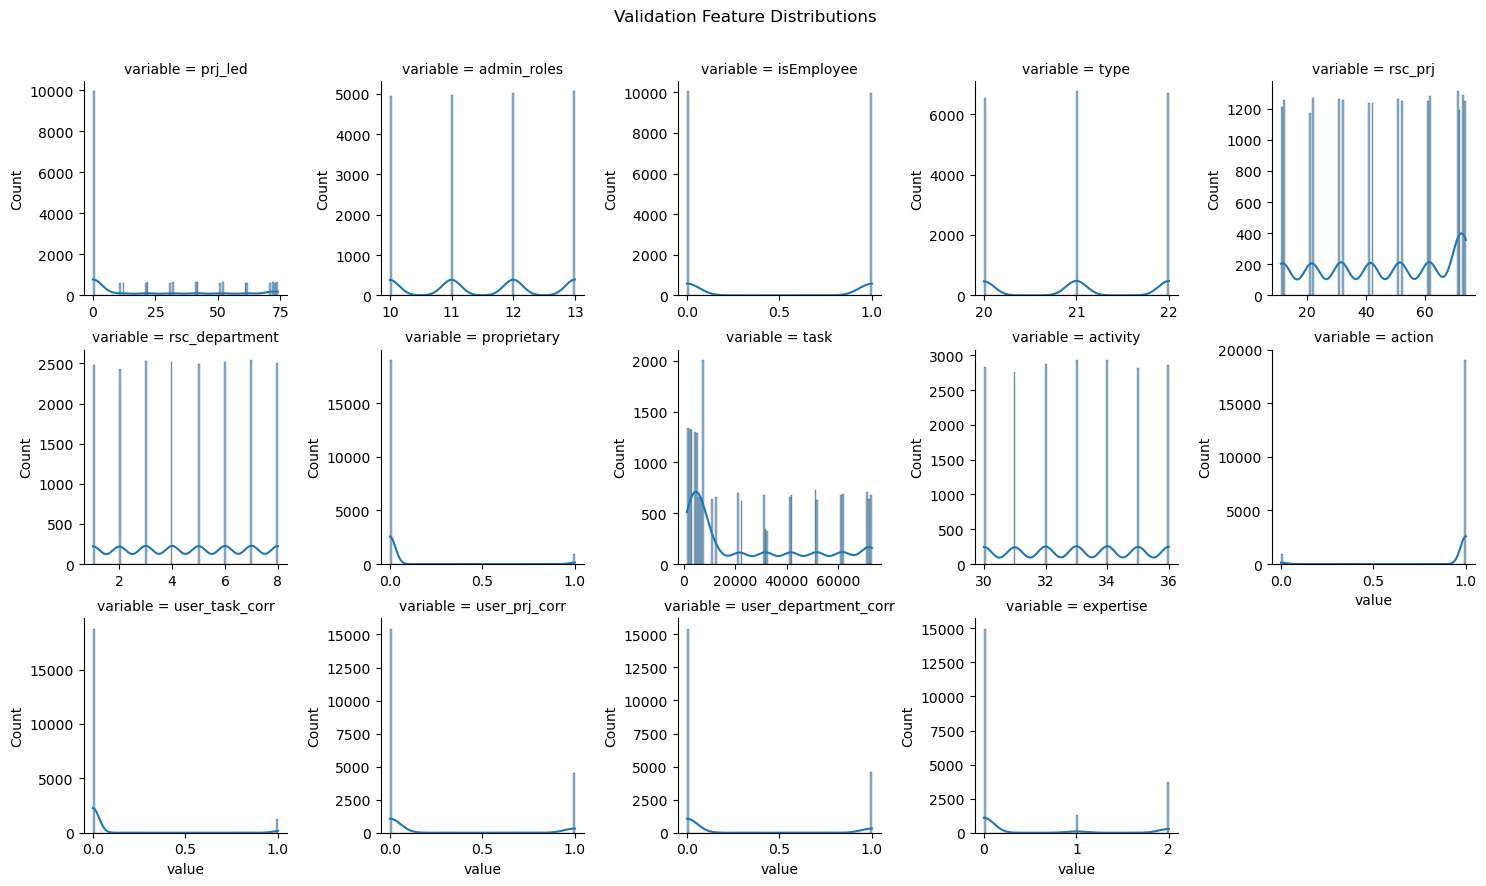 Validation Feature Distributions
variable = prj_led
variable = admin_roles
variable = isEmployee
variable = type
variable = rsc_prj
Count
10000
8000
6000
4000
2000
0
0 25 50 75
Count
5000
4000
3000
2000
1000
0
10 11 12 13
Count
10000
8000
6000
4000
2000
0
0.0 0.5 1.0
Count
6000
4000
2000
0
20 21 22
Count
1200
1000
800
600
400
200
0
20 40 60
variable = rsc_department
variable = proprietary
variable = task
variable = activity
variable = action
Count
2500
2000
1500
1000
500
0
2 4 6 8
Count
15000
10000
5000
0
0.0 0.5 1.0
Count
2000
1500
1000
500
0
0 20000 40000 60000
Count
3000
2500
2000
1500
1000
500
0
30 32 34 36
Count
20000
15000
10000
5000
0
0.0 0.5 1.0
value
variable = user_task_corr
variable = user_prj_corr
variable = user_department_corr
variable = expertise
Count
15000
10000
5000
0
0.0 0.5 1.0
value
Count
15000
12500
10000
7500
5000
2500
0
0.0 0.5 1.0
value
Count
15000
12500
10000
7500
5000
2500
0
0.0 0.5 1.0
value
Count
15000
12500
10000
7500
5000
2500
0
0 1 2
value